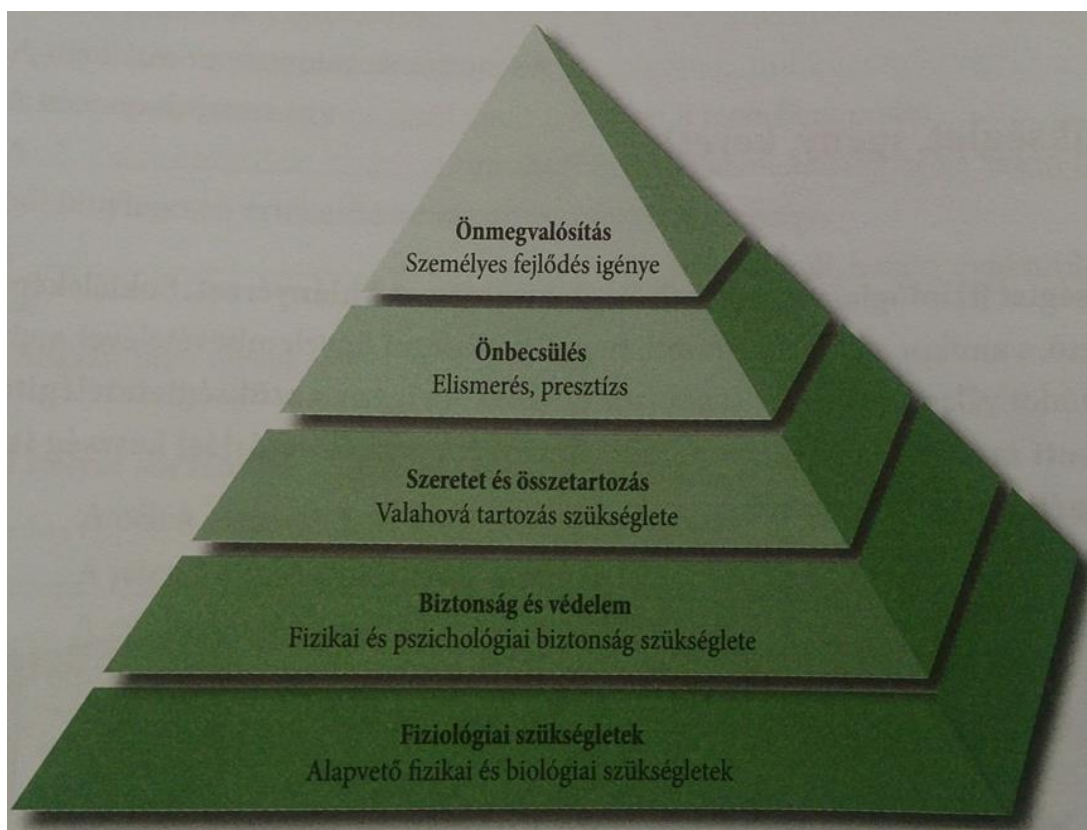 Önmegvalósítás
Személyes fejlődés igénye
Önbecsülés
Elismerés, presztízs
Szeretet és összetartozás
Valahová tartozás szükséglete
Biztonság és védelem
Fizikai és pszichológiai biztonság szükséglete
Fiziológiai szükségletek
Alapvető fizikai és biológiai szükségletek